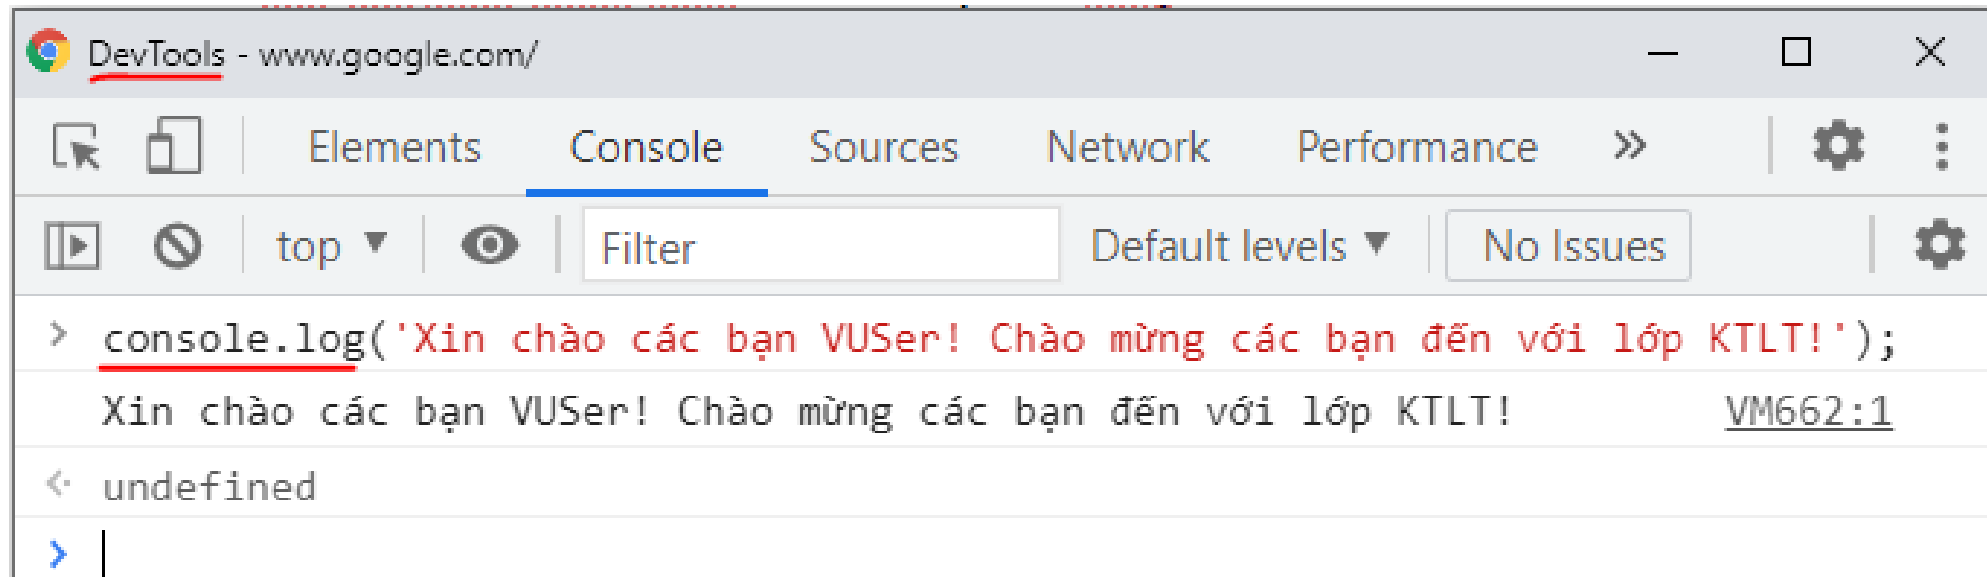 DevTools - www.google.com/
Elements Console Sources Network Performance »
top ▼ Filter Default levels ▼ No Issues
> console.log('Xin chào các bạn VUSer! Chào mừng các bạn đến với lớp KTLT!');
Xin chào các bạn VUSer! Chào mừng các bạn đến với lớp KTLT! VM662:1
undefined